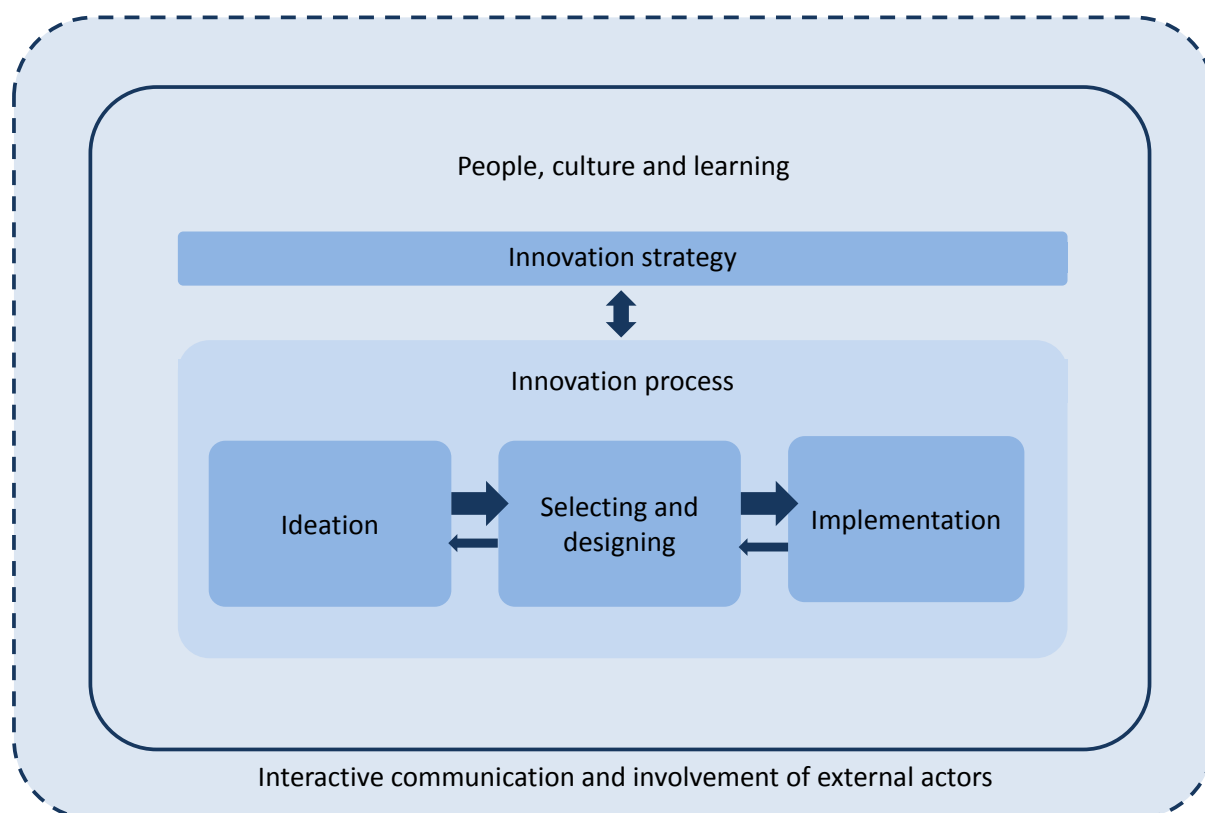 People, culture and learning
Innovation strategy
Innovation process
Ideation
Selecting and
designing
Implementation
Interactive communication and involvement of external actors